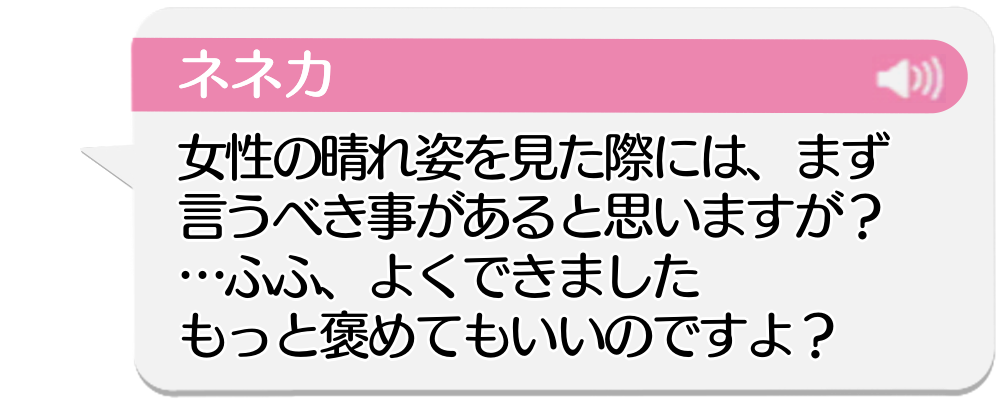 ネネカ
女性の晴れ姿を見た際には、まず
言うべき事があると思いますが？
…ふふ、よくできました
もっと褒めてもいいのですよ？